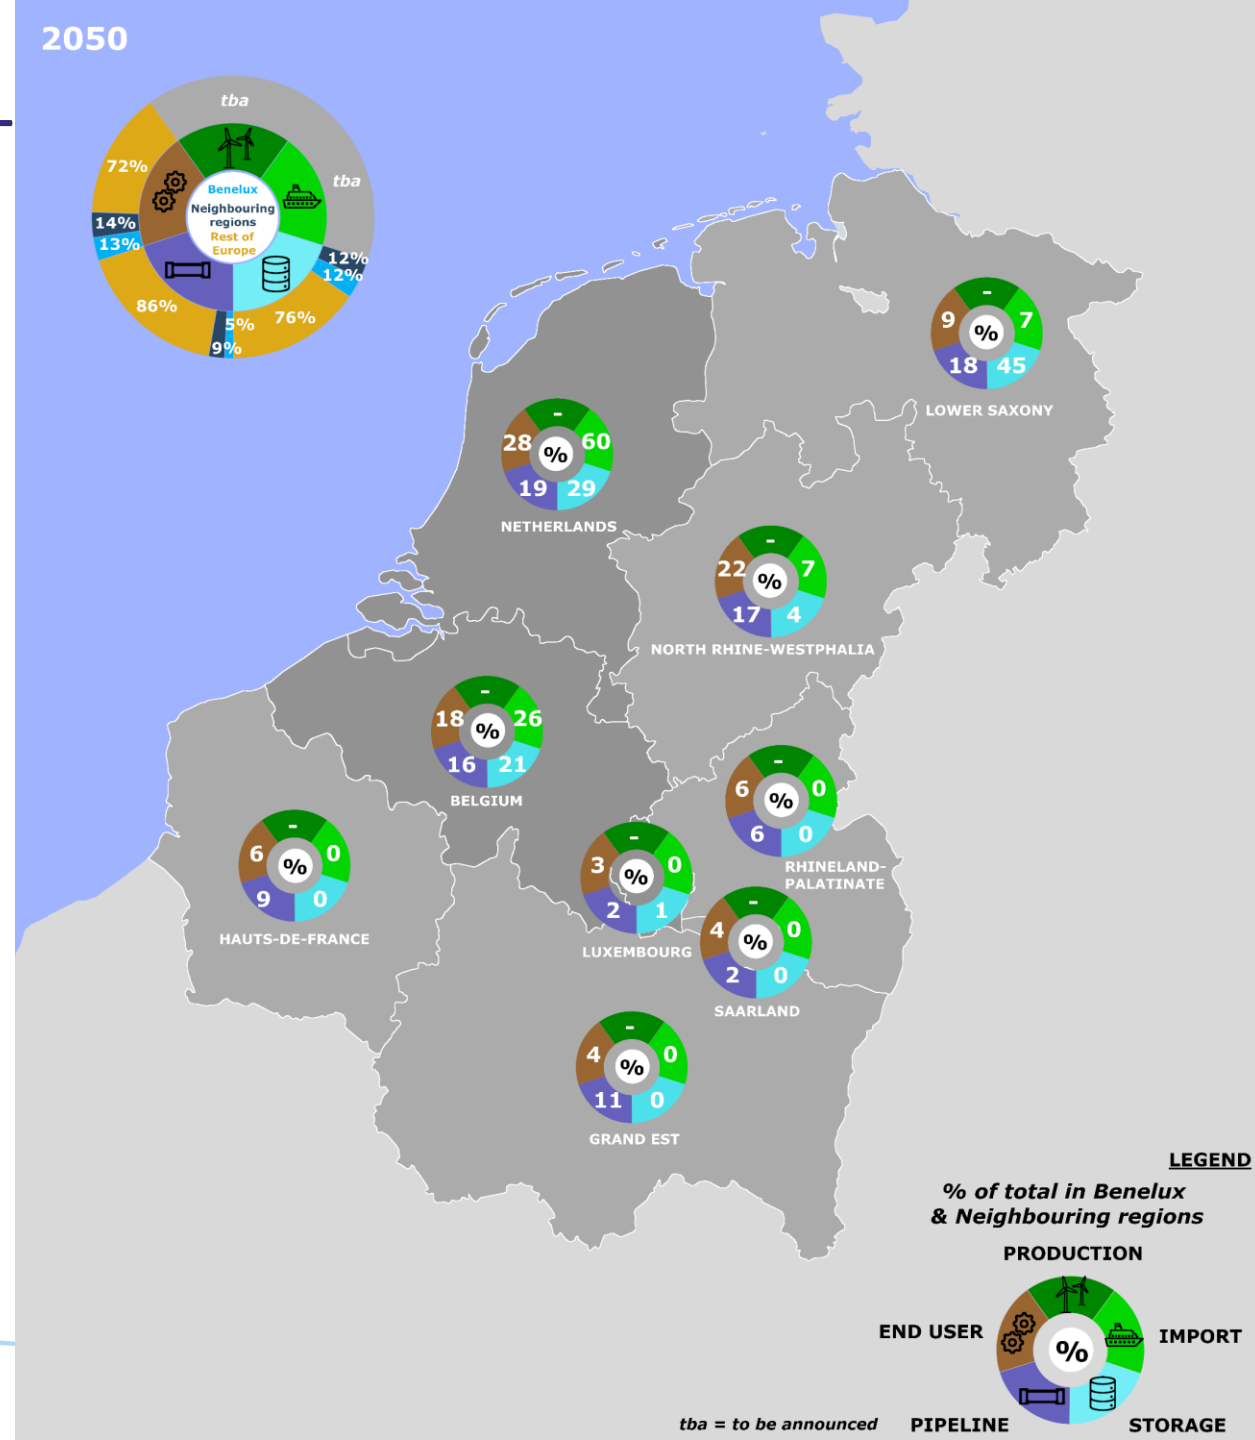 2050
tba
tba
72%
14%
13%
86%
9%
5%
76%
12%
12%
Benelux
Neighbouring
regions
Rest of
Europe
-
9
7
%
18
45
LOWER SAXONY
-
28
60
%
19
29
NETHERLANDS
-
22
7
%
17
4
NORTH RHINE-WESTPHALIA
-
18
26
%
16
21
BELGIUM
-
6
0
%
6
0
RHINELAND-
PALATINATE
-
6
0
%
9
0
HAUTS-DE-FRANCE
-
3
0
%
2
1
LUXEMBOURG
-
4
0
%
2
0
SAARLAND
-
4
0
%
11
0
GRAND EST
LEGEND
% of total in Benelux
& Neighbouring regions
PRODUCTION
END USER
IMPORT
%
PIPELINE
STORAGE
tba = to be announced